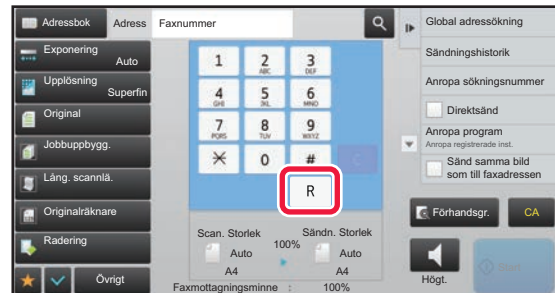 Adressbok
Adress
Faxnummer
Exponering
Auto
Upplösning
Superfin
Original
Jobbuppbygg.
Lång. scannlä.
Originalräknare
Radering
Övrigt
1
2
ABC
3
DEF
4
GHI
5
JKL
6
MNO
7
PQRS
8
TUV
9
WXYZ
0
#
C
R
Scan. Storlek
100%
Sändn. Storlek
Auto
A4
Auto
A4
Faxmottagningsminne : 100%
Global adressökning
Sändningshistorik
Anropa sökningsnummer
Direktsänd
Anropa program
Anropa registrerade inst.
Sänd samma bild
som till faxadressen
Förhandsgr.
CA
Högt.
Start